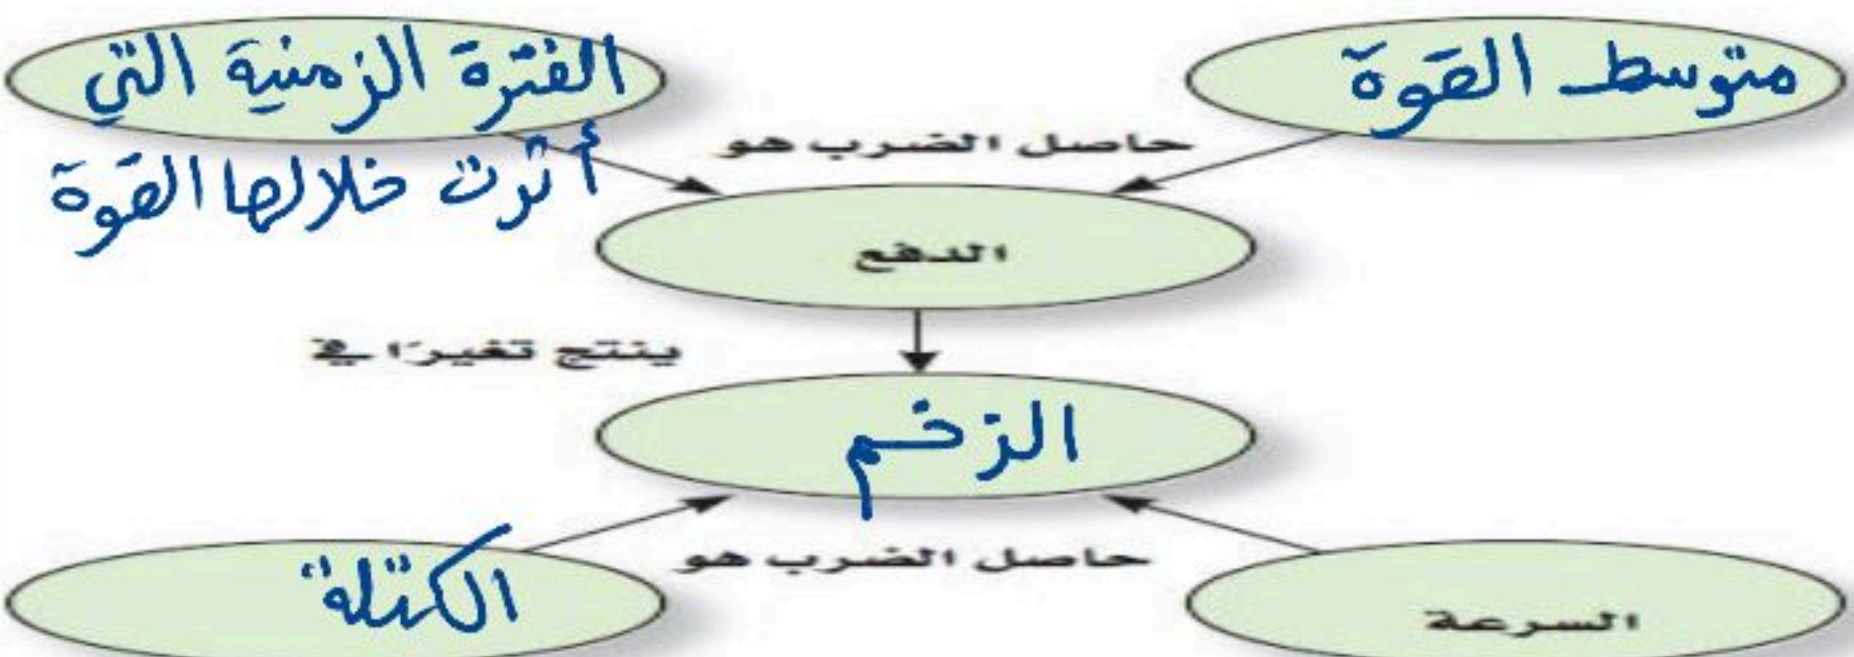 متوسط القوة
الفترة الزمنية التي
أثرت خلالها القوة
حاصل الضرب هو
الدفع
ينتج تغيرًا في
الزخم
حاصل الضرب هو
السرعة
الكتلة